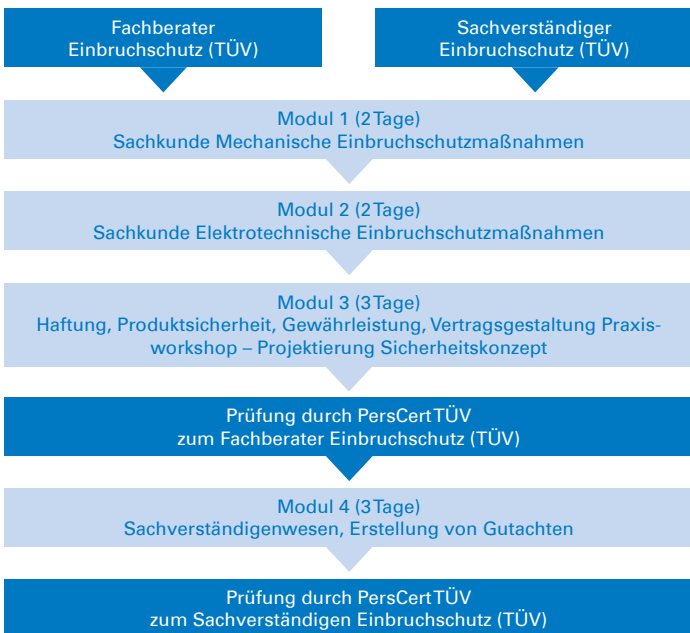 Fachberater
Einbruchschutz (TÜV)
Sachverständiger
Einbruchschutz (TÜV)
Modul 1 (2 Tage)
Sachkunde Mechanische Einbruchschutzmaßnahmen
Modul 2 (2 Tage)
Sachkunde Elektrotechnische Einbruchschutzmaßnahmen
Modul 3 (3 Tage)
Haftung, Produktsicherheit, Gewährleistung, Vertragsgestaltung Praxis-
workshop – Projektierung Sicherheitskonzept
Prüfung durch PersCert TÜV
zum Fachberater Einbruchschutz (TÜV)
Modul 4 (3 Tage)
Sachverständigenwesen, Erstellung von Gutachten
Prüfung durch PersCert TÜV
zum Sachverständigen Einbruchschutz (TÜV)